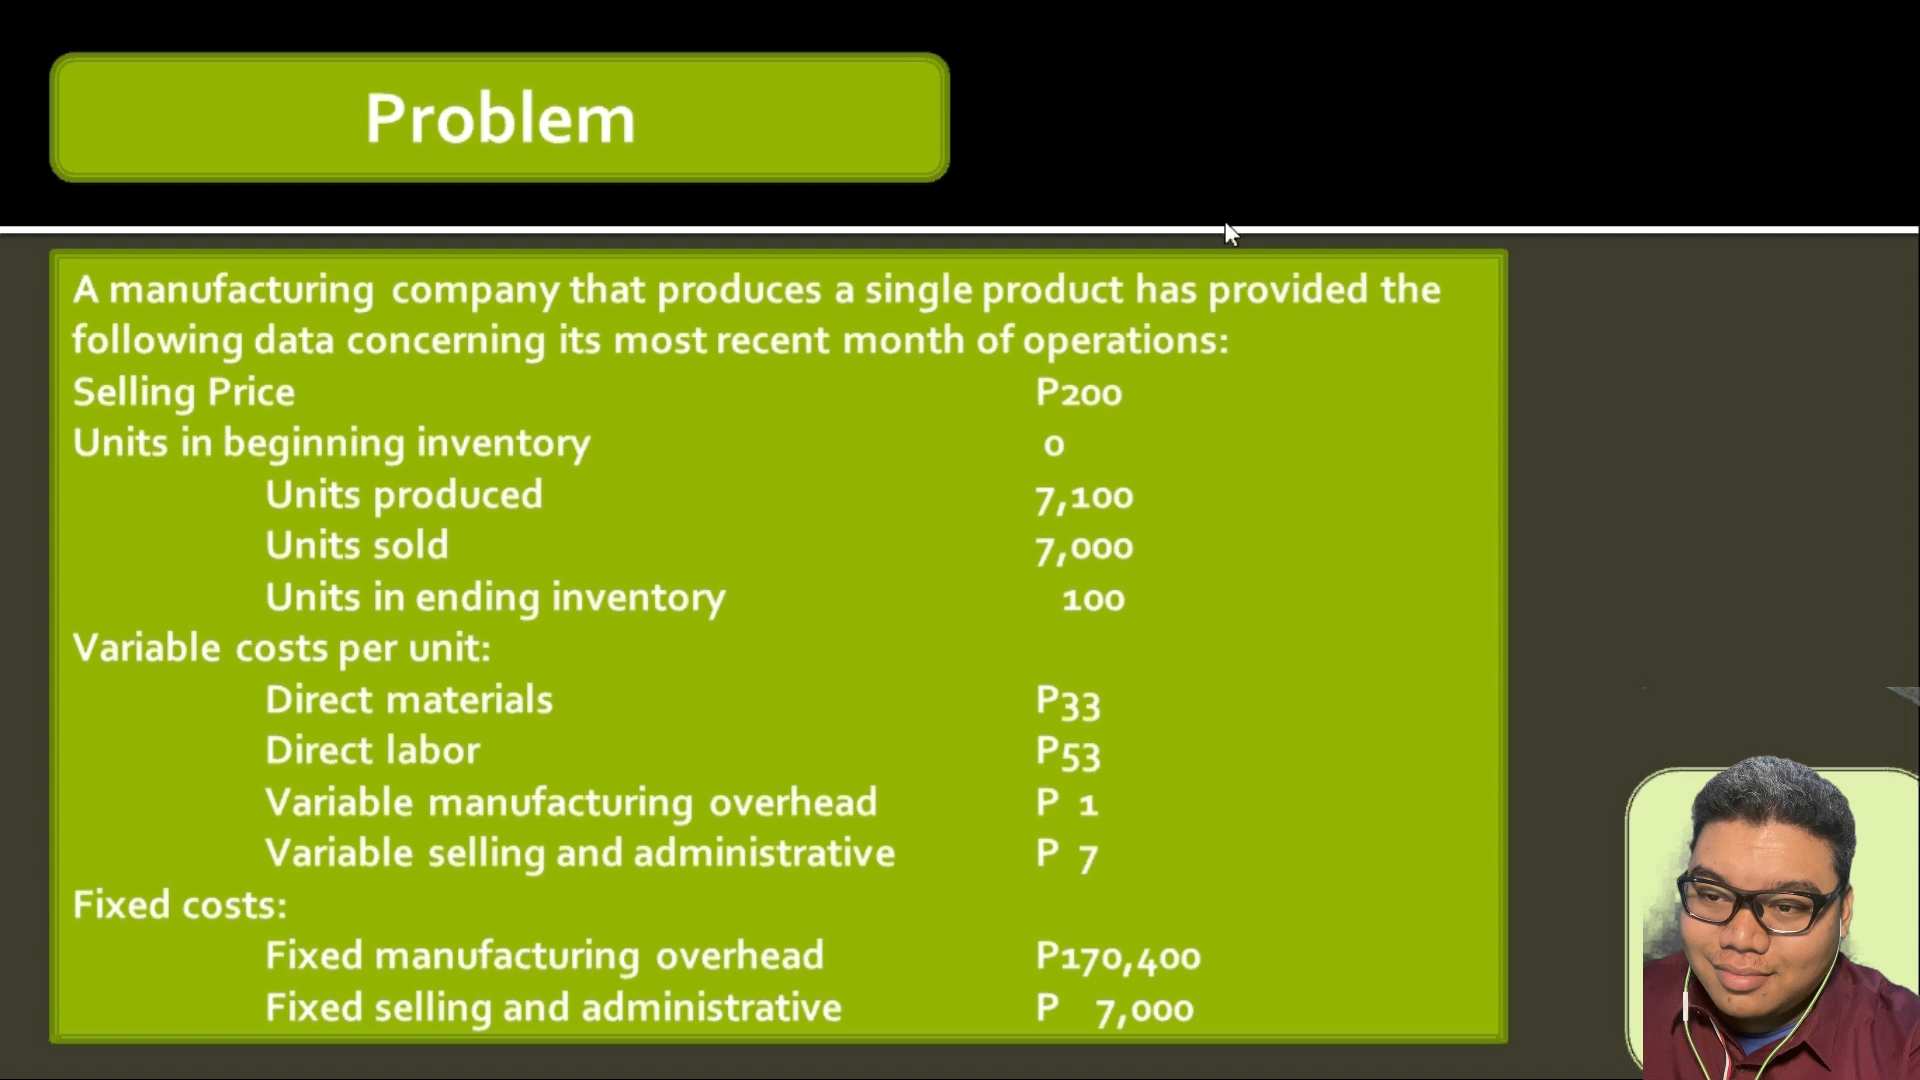 Problem
A manufacturing company that produces a single product has provided the
following data concerning its most recent month of operations:
Selling Price P200
Units in beginning inventory 0
Units produced 7,100
Units sold 7,000
Units in ending inventory 100
Variable costs per unit:
Direct materials P33
Direct labor P53
Variable manufacturing overhead P 1
Variable selling and administrative P 7
Fixed costs:
Fixed manufacturing overhead P170,400
Fixed selling and administrative P 7,000